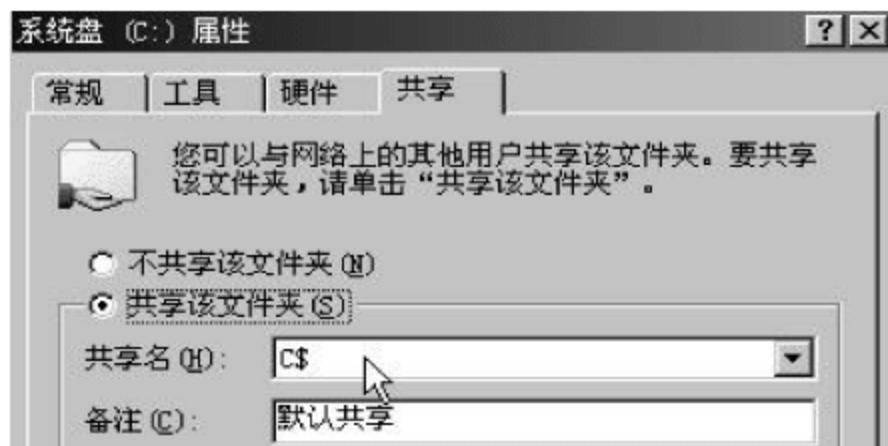 系统盘 (C:) 属性
常规 工具 硬件 共享
您可以与网络上的其他用户共享该文件夹。要共享
该文件夹，请单击“共享该文件夹”。
不共享该文件夹(N)
共享该文件夹(S)
共享名(H): C$
备注(C): 默认共享